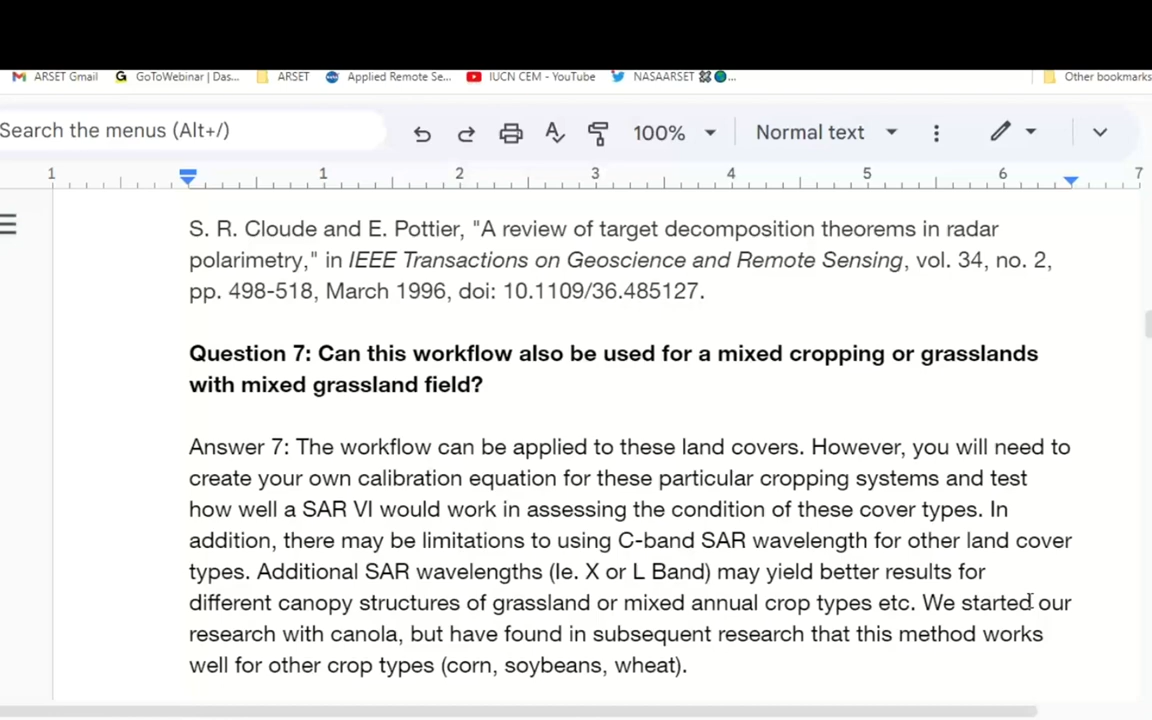 ARSET Gmail GoToWebinar | Das... ARSET Applied Remote Se... IUCN CEM - YouTube NASAARSET 🛰🌎... Other bookmarks
Search the menus (Alt+/) 100% Normal text
1 1 2 3 4 5 6 7
S. R. Cloude and E. Pottier, "A review of target decomposition theorems in radar
polarimetry," in IEEE Transactions on Geoscience and Remote Sensing, vol. 34, no. 2,
pp. 498-518, March 1996, doi: 10.1109/36.485127.
Question 7: Can this workflow also be used for a mixed cropping or grasslands
with mixed grassland field?
Answer 7: The workflow can be applied to these land covers. However, you will need to
create your own calibration equation for these particular cropping systems and test
how well a SAR VI would work in assessing the condition of these cover types. In
addition, there may be limitations to using C-band SAR wavelength for other land cover
types. Additional SAR wavelengths (Ie. X or L Band) may yield better results for
different canopy structures of grassland or mixed annual crop types etc. We started our
research with canola, but have found in subsequent research that this method works
well for other crop types (corn, soybeans, wheat).